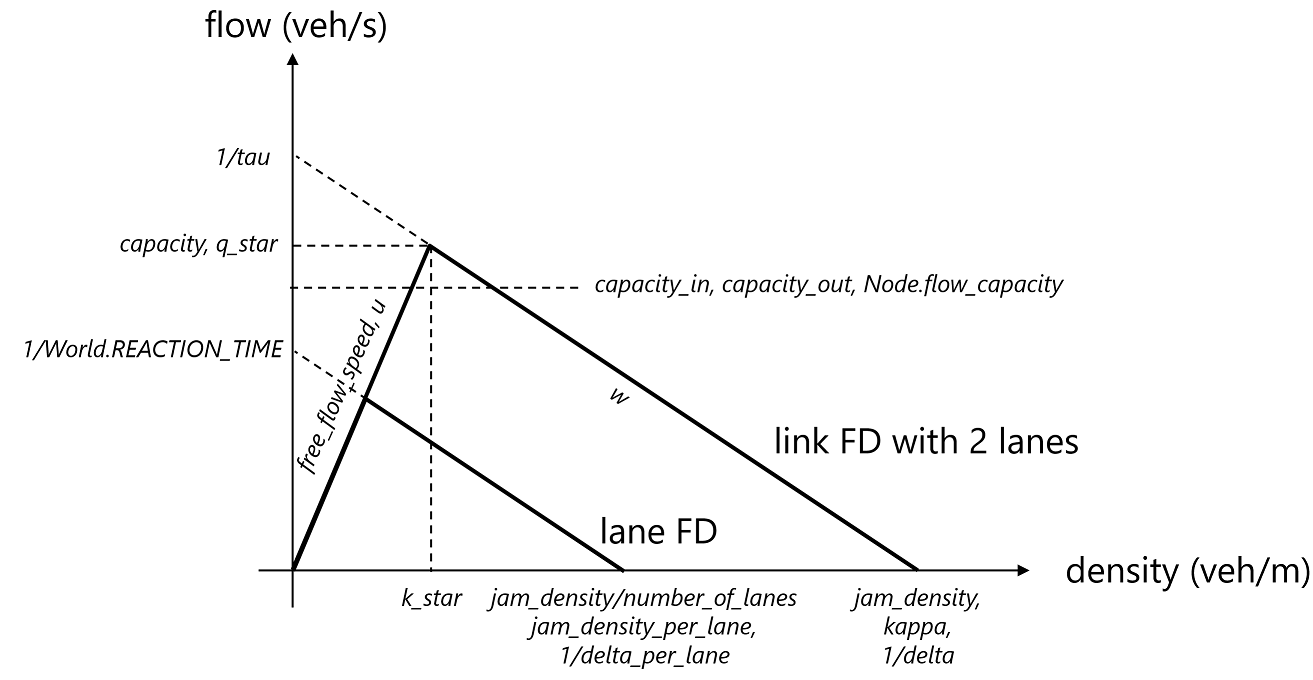 flow (veh/s)
1/tau
capacity, q_star
capacity_in, capacity_out, Node.flow_capacity
1/World.REACTION_TIME
free_flow_speed, u
w
link FD with 2 lanes
lane FD
density (veh/m)
k_star
jam_density/number_of_lanes
jam_density_per_lane,
1/delta_per_lane
jam_density,
kappa,
1/delta